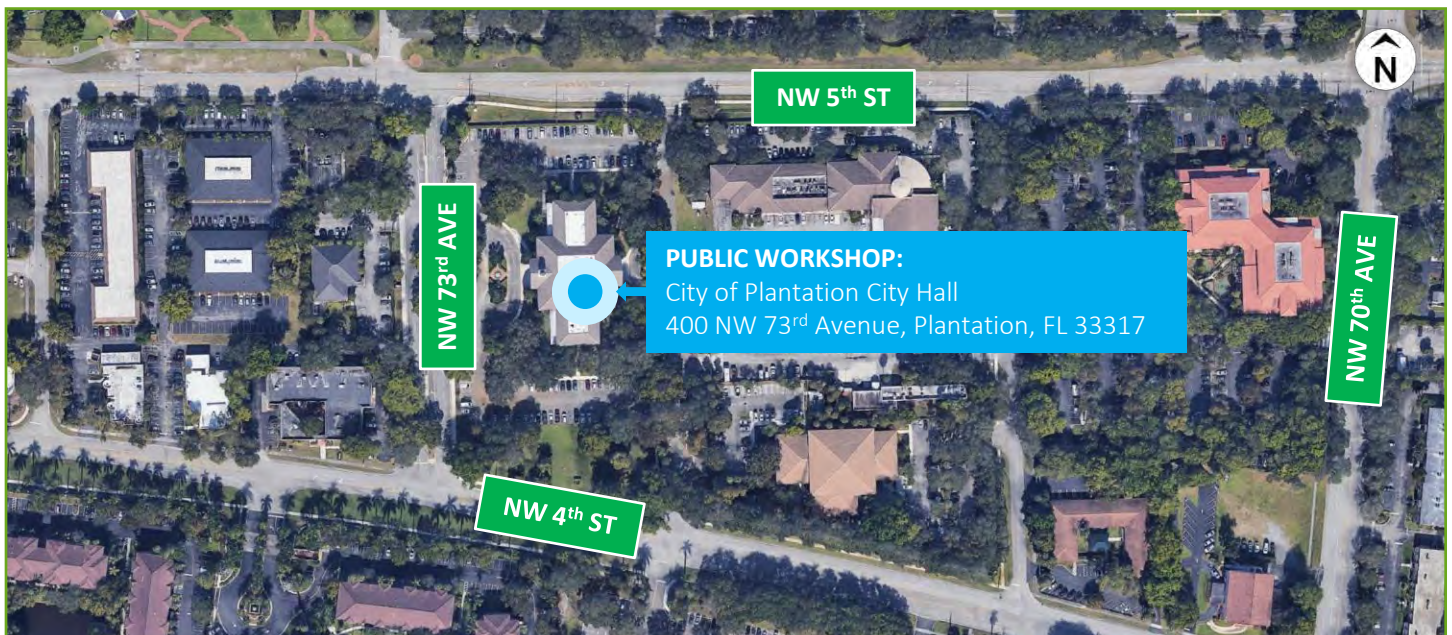 N
NW 5th ST
NW 73rd AVE
PUBLIC WORKSHOP:
City of Plantation City Hall
400 NW 73rd Avenue, Plantation, FL 33317
NW 70th AVE
NW 4th ST